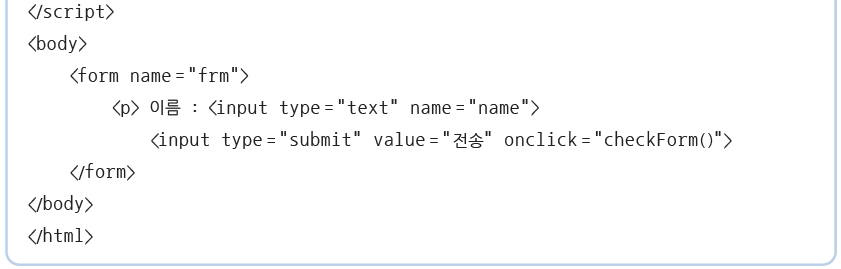 </script>
<body>
<form name="frm">
<p> 이름 : <input type="text" name="name">
<input type="submit" value="전송" onclick="checkForm()">
</form>
</body>
</html>